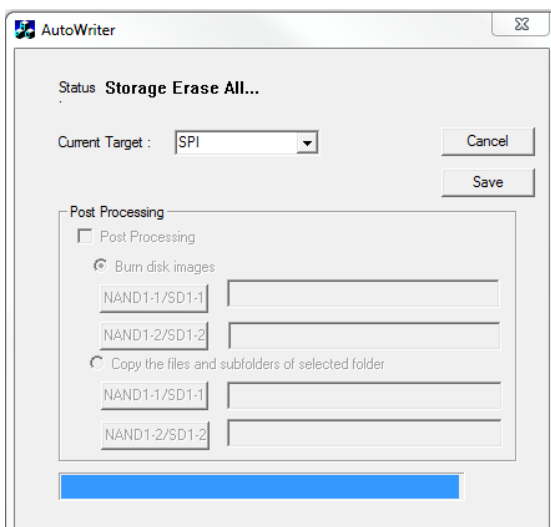 AutoWriter
Status Storage Erase All...
Current Target : SPI
Cancel
Save
Post Processing
Post Processing
Burn disk images
NAND1-1/SD1-1
NAND1-2/SD1-2
Copy the files and subfolders of selected folder
NAND1-1/SD1-1
NAND1-2/SD1-2